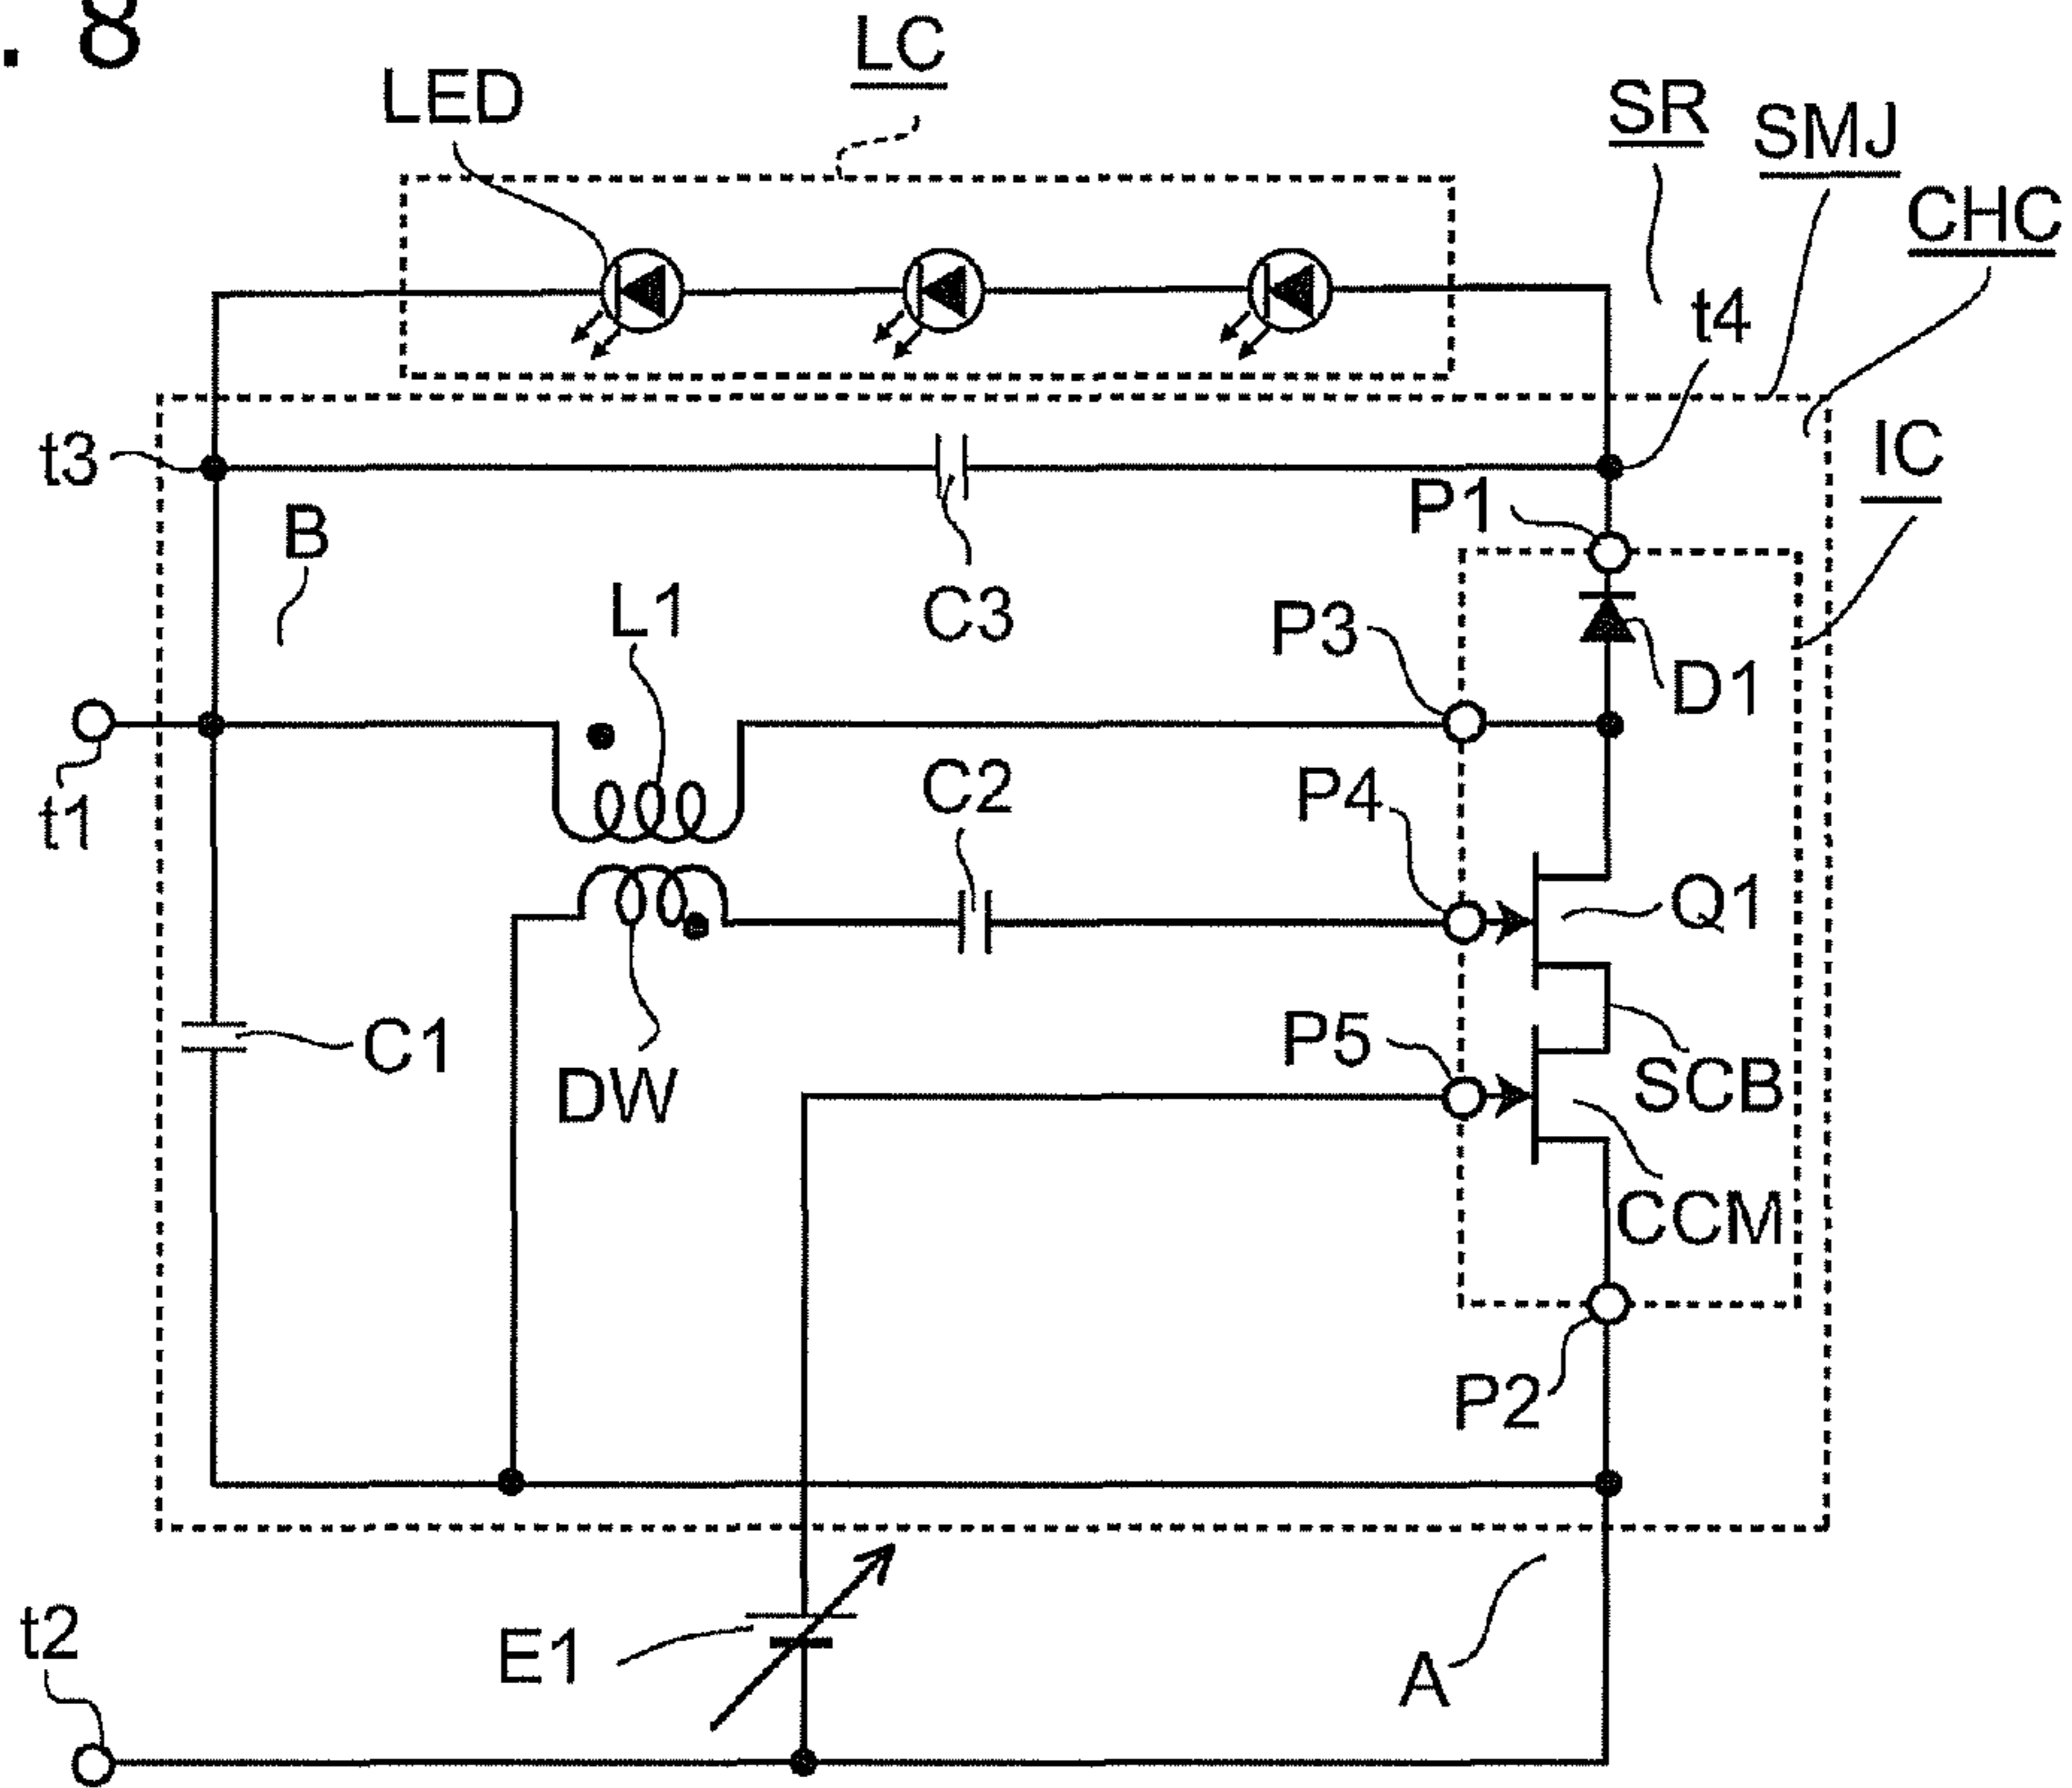 . 8
LC
LED
SR
SMJ
CHC
t4
t3
IC
P1
B
C3
L1
P3
D1
t1
C2
P4
Q1
C1
P5
DW
SCB
CCM
P2
t2
E1
A